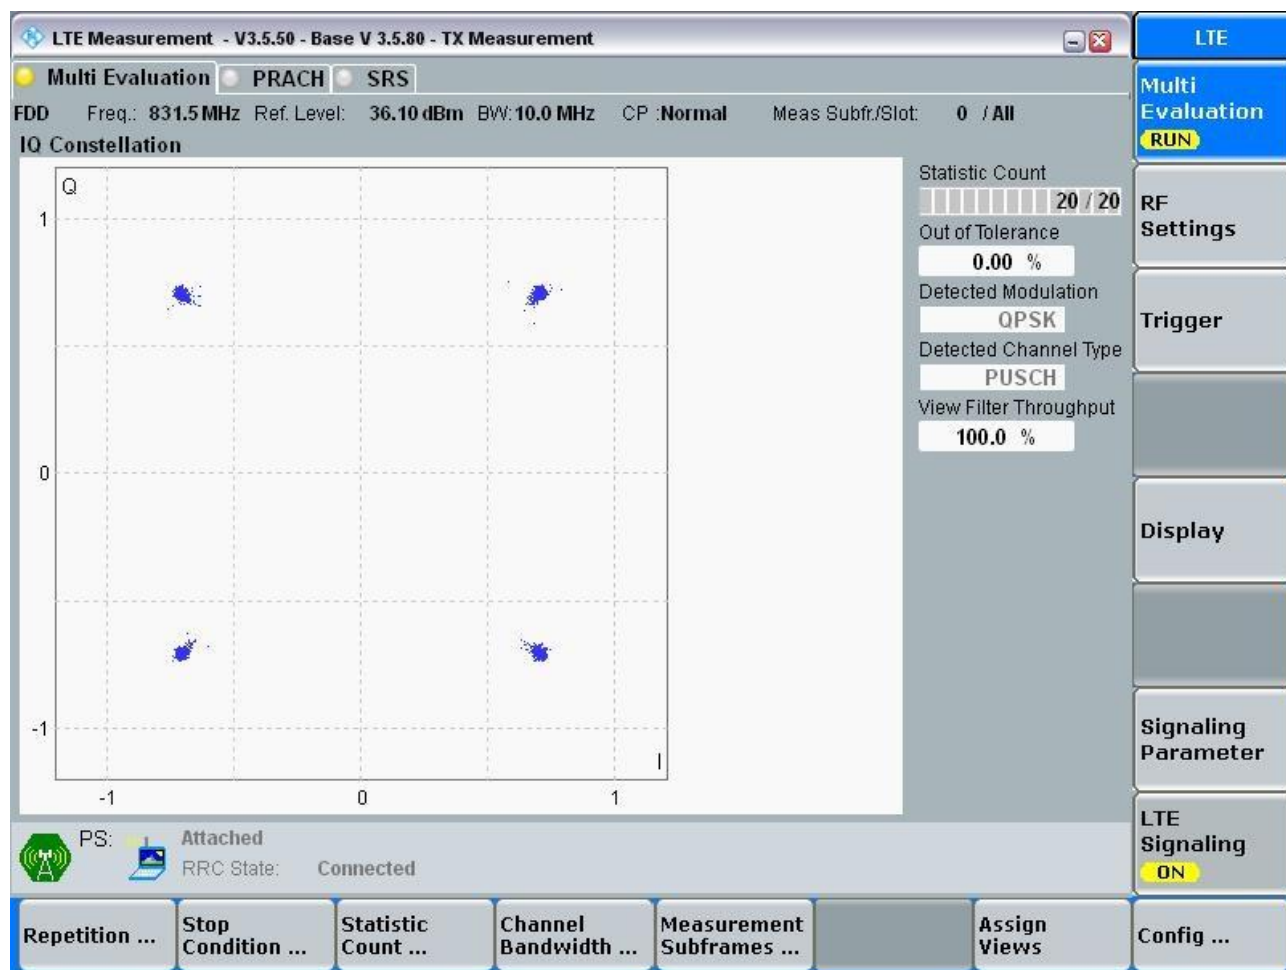 LTE Measurement - V3.5.50 - Base V 3.5.80 - TX Measurement
LTE
Multi Evaluation PRACH SRS
FDD Freq.: 831.5 MHz Ref. Level: 36.10 dBm BW: 10.0 MHz CP : Normal Meas Subfr./Slot: 0 / All
IQ Constellation
Q
1
0
-1
I
-1 0 1
Statistic Count
20 / 20
Out of Tolerance
0.00 %
Detected Modulation
QPSK
Detected Channel Type
PUSCH
View Filter Throughput
100.0 %
Multi
Evaluation
RUN
RF
Settings
Trigger
Display
Signaling
Parameter
LTE
Signaling
ON
PS: Attached
RRC State: Connected
Repetition ...
Stop
Condition ...
Statistic
Count ...
Channel
Bandwidth ...
Measurement
Subframes ...
Assign
Views
Config ...